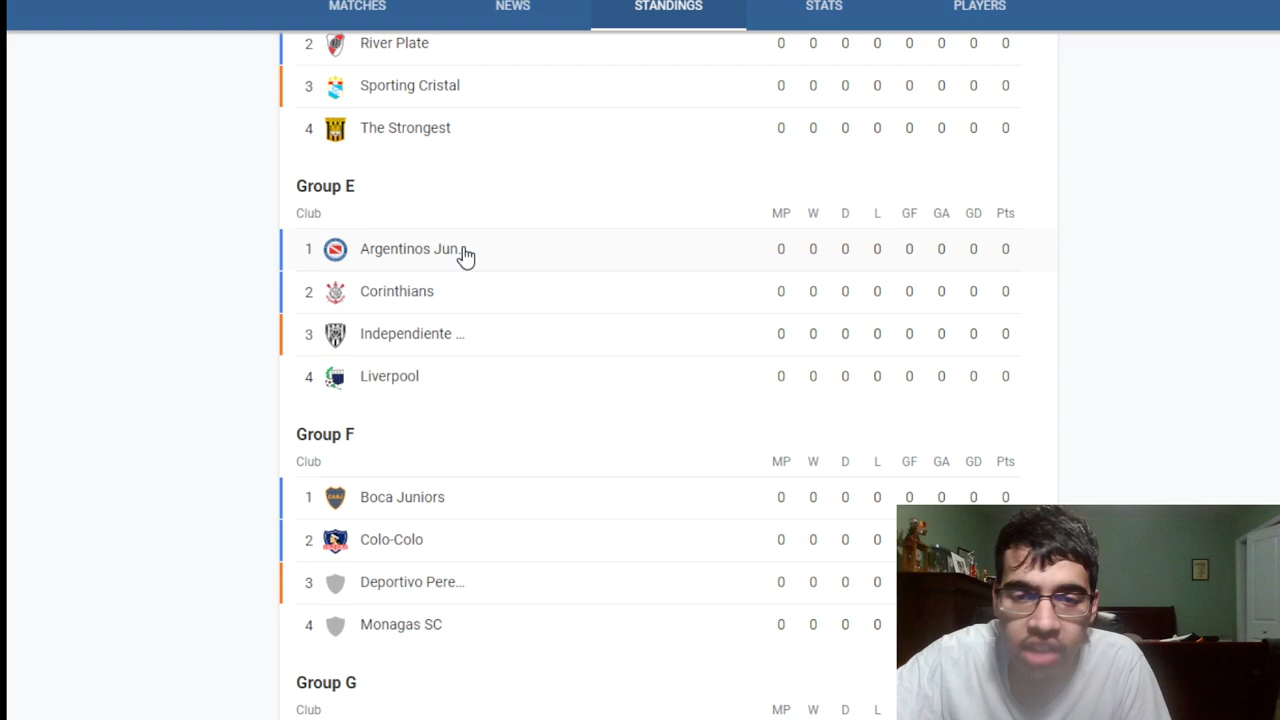 MATCHES NEWS STANDINGS STATS PLAYERS
2 River Plate 0 0 0 0 0 0 0 0
3 Sporting Cristal 0 0 0 0 0 0 0 0
4 The Strongest 0 0 0 0 0 0 0 0
Group E
Club MP W D L GF GA GD Pts
1 Argentinos Jun... 0 0 0 0 0 0 0 0
2 Corinthians 0 0 0 0 0 0 0 0
3 Independiente ... 0 0 0 0 0 0 0 0
4 Liverpool 0 0 0 0 0 0 0 0
Group F
Club MP W D L GF GA GD Pts
1 Boca Juniors 0 0 0 0 0 0 0 0
2 Colo-Colo 0 0 0 0
3 Deportivo Pere... 0 0 0 0
4 Monagas SC 0 0 0 0
Group G
Club MP W D L